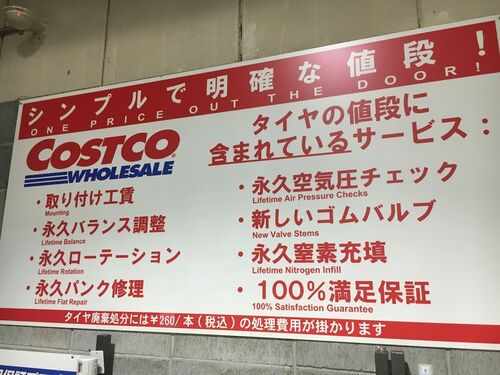 シンプルで明確な値段!
ONE PRICE OUT THE DOOR!
COSTCO
WHOLESALE
タイヤの値段に
含まれているサービス:
・取り付け工賃
Mounting
・永久バランス調整
Lifetime Balance
・永久ローテーション
Lifetime Rotation
・永久パンク修理
Lifetime Flat Repair
・永久空気圧チェック
Lifetime Air Pressure Checks
・新しいゴムバルブ
New Valve Stems
・永久窒素充填
Lifetime Nitrogen Infill
・100%満足保証
100% Satisfaction Guarantee
タイヤ廃棄処分には¥260/本(税込)の処理費用が掛かります